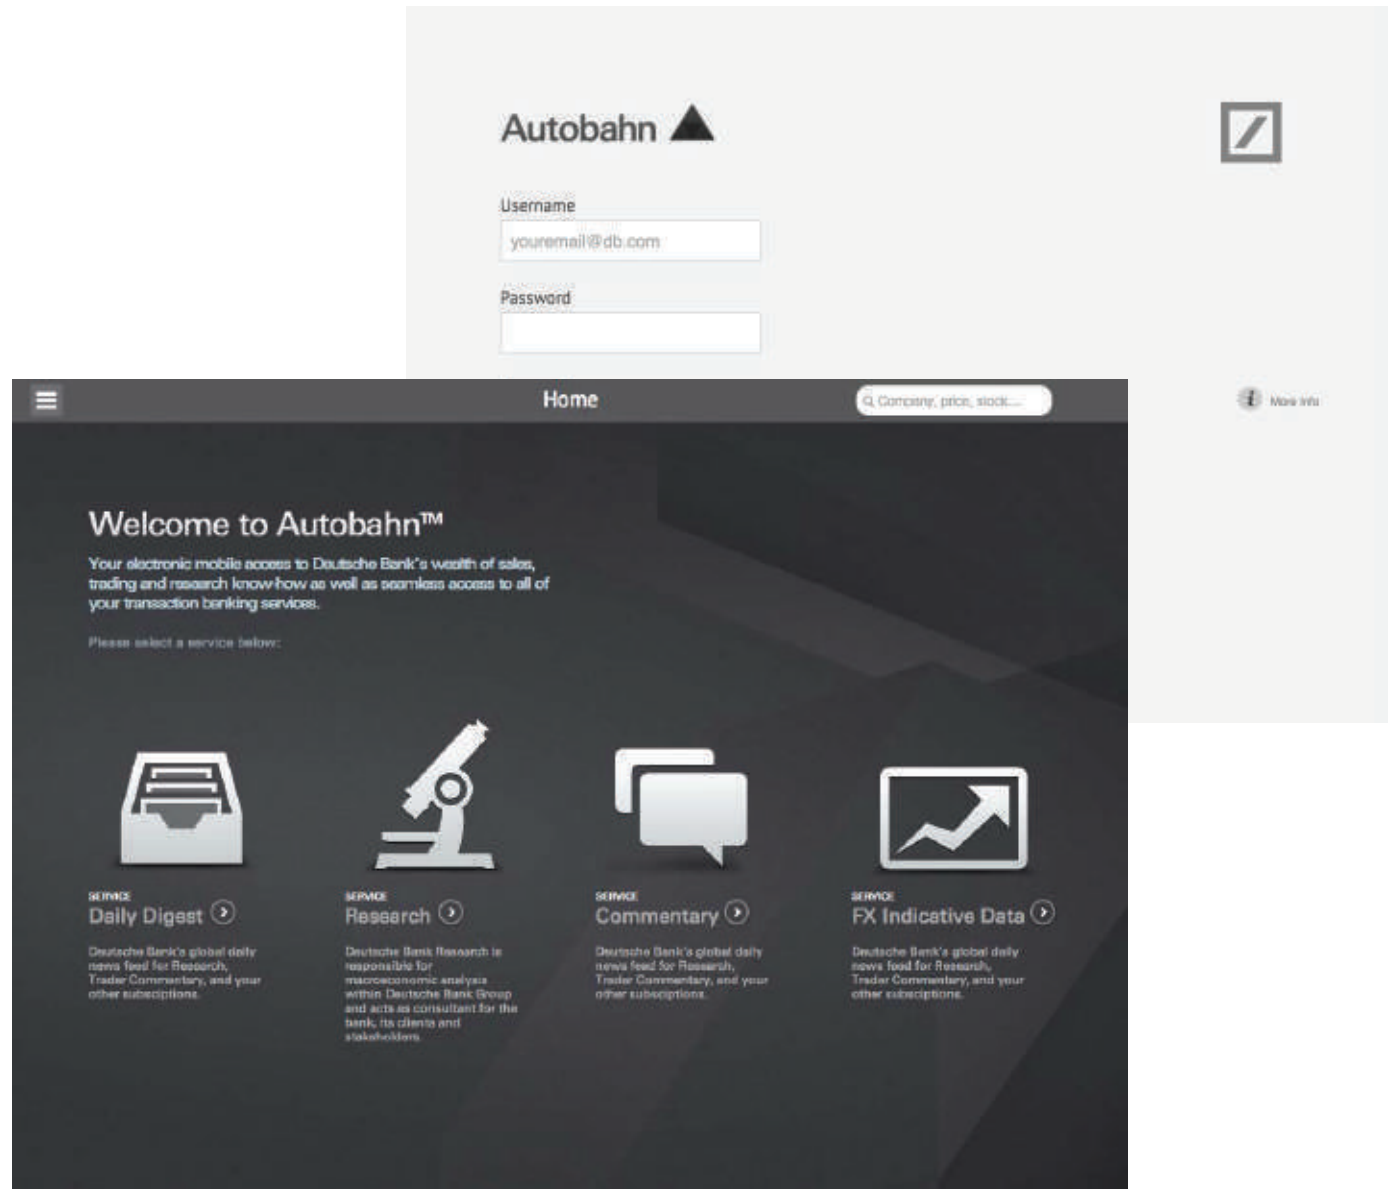 Autobahn
Username
youremail@db.com
Password
More info
Home
Company, price, stock....
Welcome to Autobahn™
Your electronic mobile access to Deutsche Bank's wealth of sales,
trading and research know-how as well as seamless access to all of
your transaction banking services.
Please select a service below:
SERVICE
Daily Digest
Deutsche Bank's global daily
news feed for Research,
Trader Commentary, and your
other subsciptions.
SERVICE
Research
Deutsche Bank Research is
responsible for
macroeconomic analysis
within Deutsche Bank Group
and acts as consultant for the
bank, its clients and
stakeholders.
SERVICE
Commentary
Deutsche Bank's global daily
news feed for Research,
Trader Commentary, and your
other subsciptions.
SERVICE
FX Indicative Data
Deutsche Bank's global daily
news feed for Research,
Trader Commentary, and your
other subsciptions.